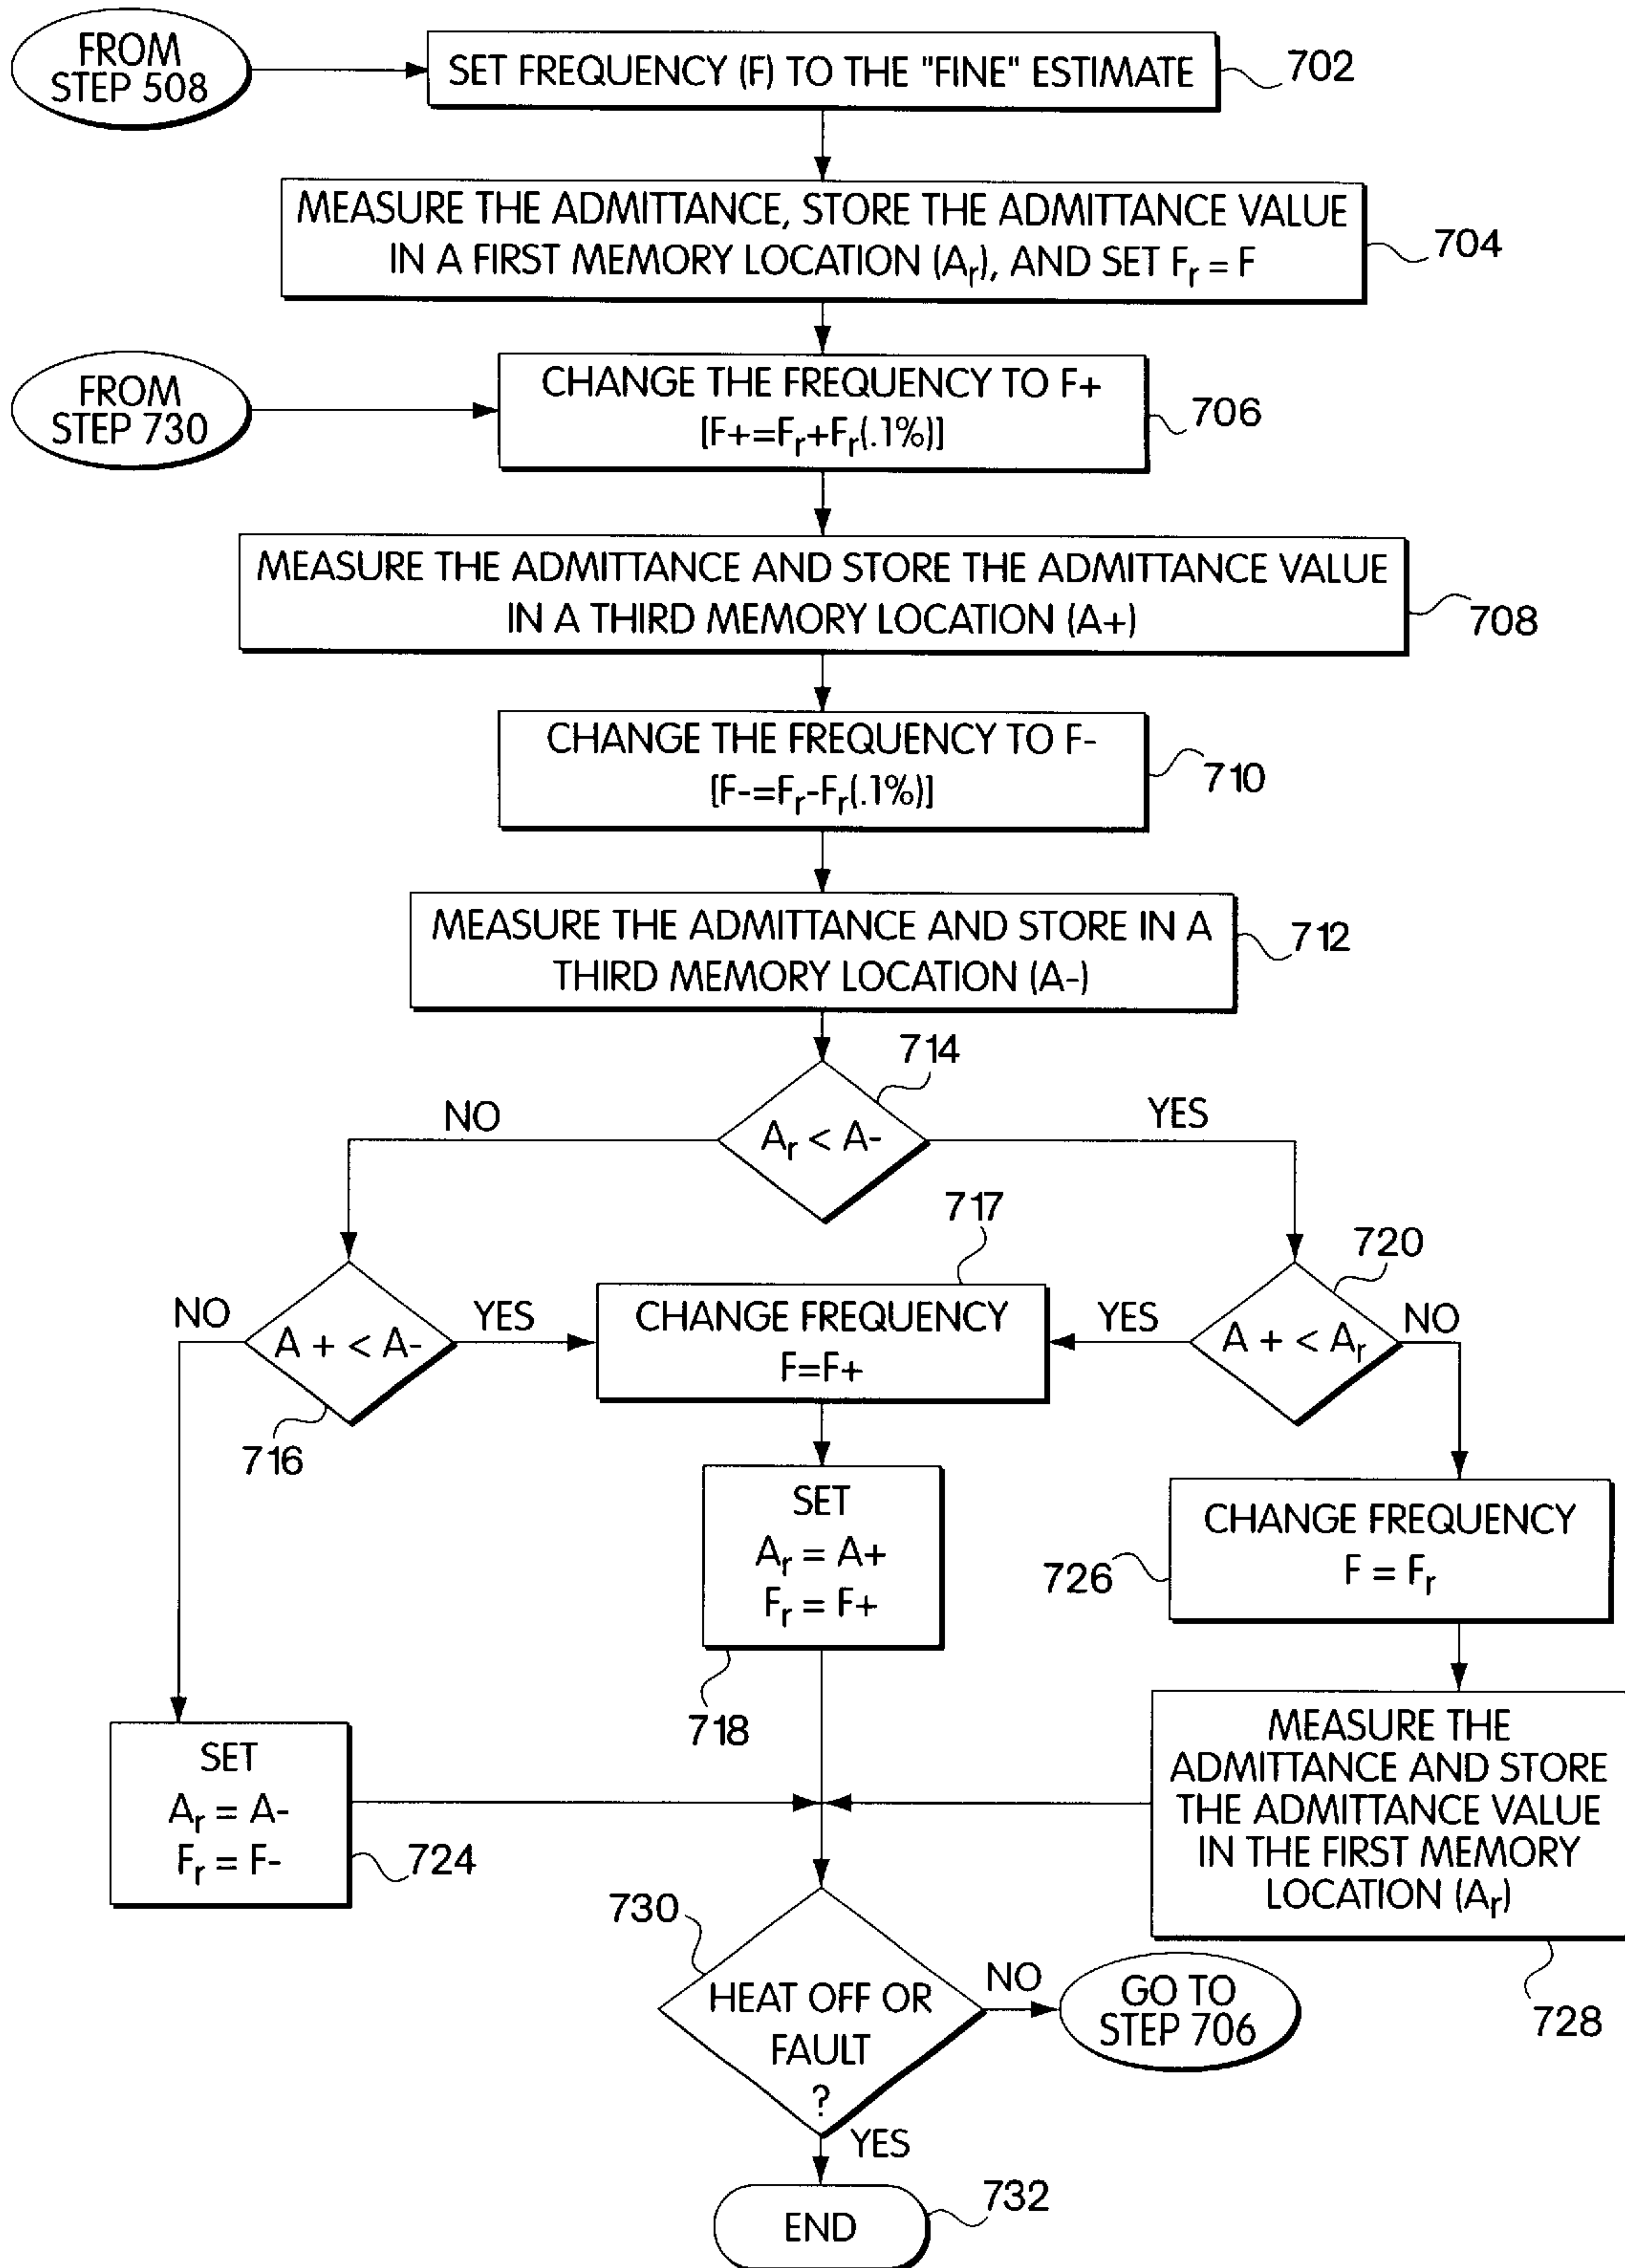 FROM
STEP 508
SET FREQUENCY (F) TO THE "FINE" ESTIMATE
702
MEASURE THE ADMITTANCE, STORE THE ADMITTANCE VALUE
IN A FIRST MEMORY LOCATION (Ar), AND SET Fr = F
704
FROM
STEP 730
CHANGE THE FREQUENCY TO F+
[F+=Fr+Fr(.1%)]
706
MEASURE THE ADMITTANCE AND STORE THE ADMITTANCE VALUE
IN A THIRD MEMORY LOCATION (A+)
708
CHANGE THE FREQUENCY TO F-
[F-=Fr-Fr(.1%)]
710
MEASURE THE ADMITTANCE AND STORE IN A
THIRD MEMORY LOCATION (A-)
712
714
NO
Ar < A-
YES
717
720
NO
A + < A-
YES
CHANGE FREQUENCY
F=F+
YES
A + < Ar
NO
716
SET
Ar = A+
Fr = F+
718
CHANGE FREQUENCY
F = Fr
726
SET
Ar = A-
Fr = F-
724
MEASURE THE
ADMITTANCE AND STORE
THE ADMITTANCE VALUE
IN THE FIRST MEMORY
LOCATION (Ar)
728
730
HEAT OFF OR
FAULT
?
NO
GO TO
STEP 706
YES
END
732